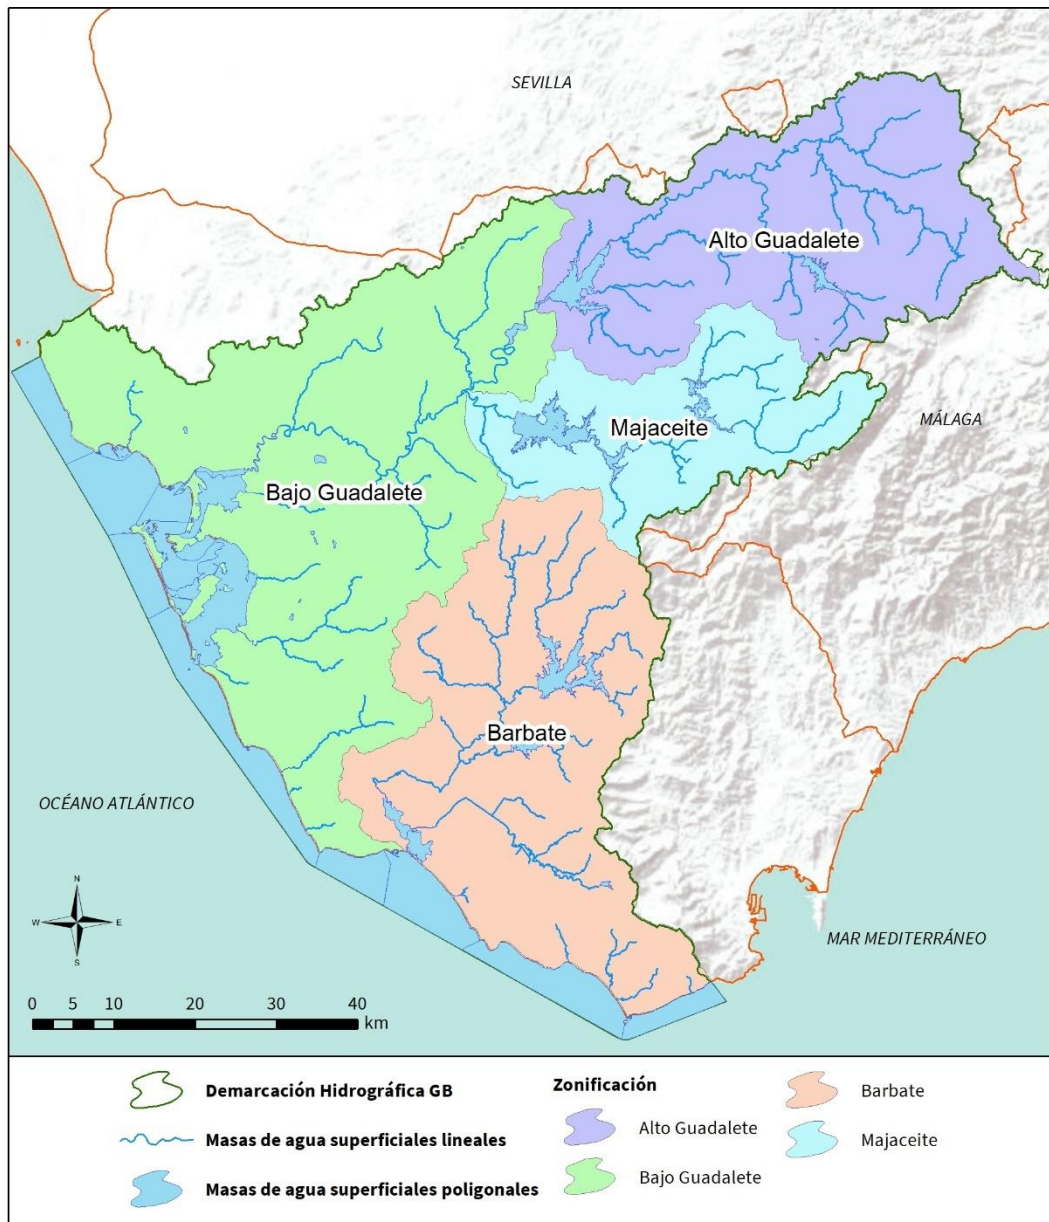 SEVILLA
Alto Guadalete
Majaceite
MÁLAGA
Bajo Guadalete
Barbate
OCÉANO ATLÁNTICO
N
W
E
S
MAR MEDITERRÁNEO
0 5 10 20 30 40
km
Demarcación Hidrográfica GB
Masas de agua superficiales lineales
Masas de agua superficiales poligonales
Zonificación
Alto Guadalete
Bajo Guadalete
Barbate
Majaceite